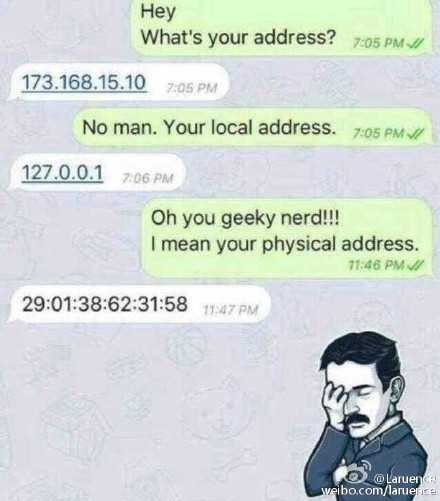 Hey
What's your address? 7:05 PM
173.168.15.10 7:05 PM
No man. Your local address. 7:05 PM
127.0.0.1 7:06 PM
Oh you geeky nerd!!!
I mean your physical address.
11:46 PM
29:01:38:62:31:58 11:47 PM
@Laruence
weibo.com/laruence